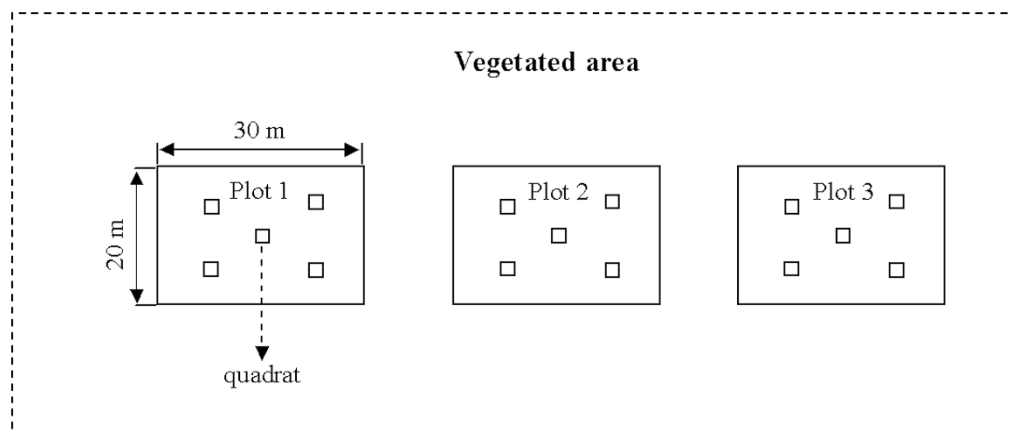 Vegetated area
30 m
Plot 1
Plot 2
Plot 3
20 m
quadrat